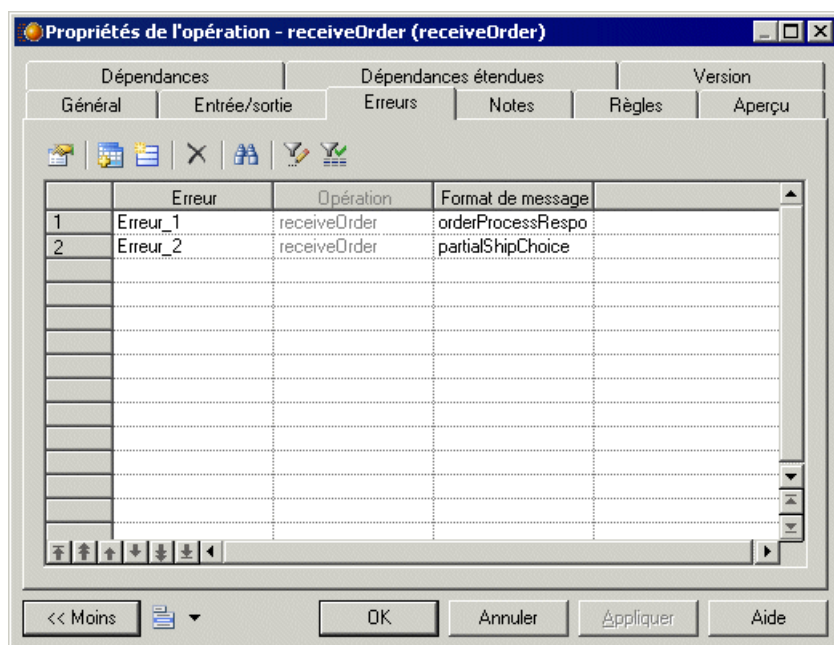 Propriétés de l'opération - receiveOrder (receiveOrder)
Dépendances Dépendances étendues Version
Général Entrée/sortie Erreurs Notes Règles Aperçu
Erreur Opération Format de message
1 Erreur_1 receiveOrder orderProcessRespo
2 Erreur_2 receiveOrder partialShipChoice
<< Moins OK Annuler Appliquer Aide